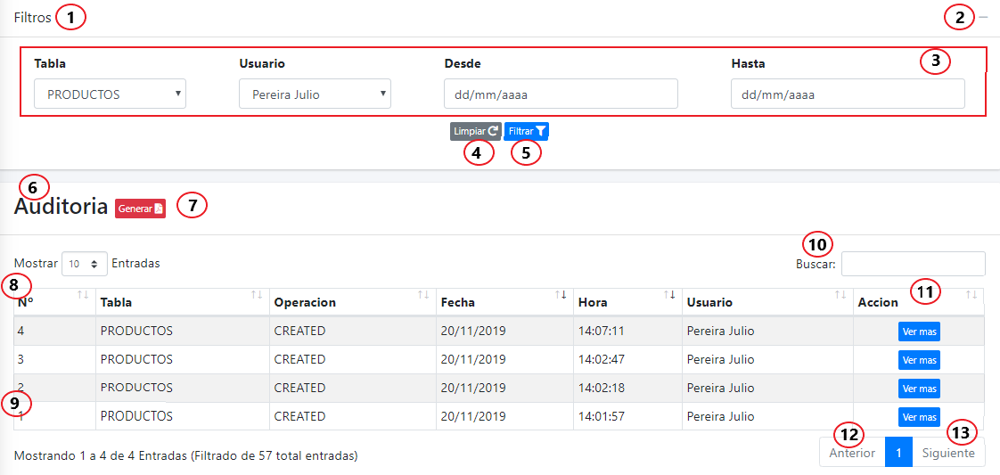 Filtros 1 2
Tabla Usuario Desde Hasta 3
PRODUCTOS Pereira Julio dd/mm/aaaa dd/mm/aaaa
Limpiar Filtrar
4 5
6
Auditoria Generar 7
10
Mostrar 10 Entradas Buscar:
8 11
Nº Tabla Operacion Fecha Hora Usuario Accion
4 PRODUCTOS CREATED 20/11/2019 14:07:11 Pereira Julio Ver mas
3 PRODUCTOS CREATED 20/11/2019 14:02:47 Pereira Julio Ver mas
2 PRODUCTOS CREATED 20/11/2019 14:02:18 Pereira Julio Ver mas
9
1 PRODUCTOS CREATED 20/11/2019 14:01:57 Pereira Julio Ver mas
12 13
Mostrando 1 a 4 de 4 Entradas (Filtrado de 57 total entradas) Anterior 1 Siguiente